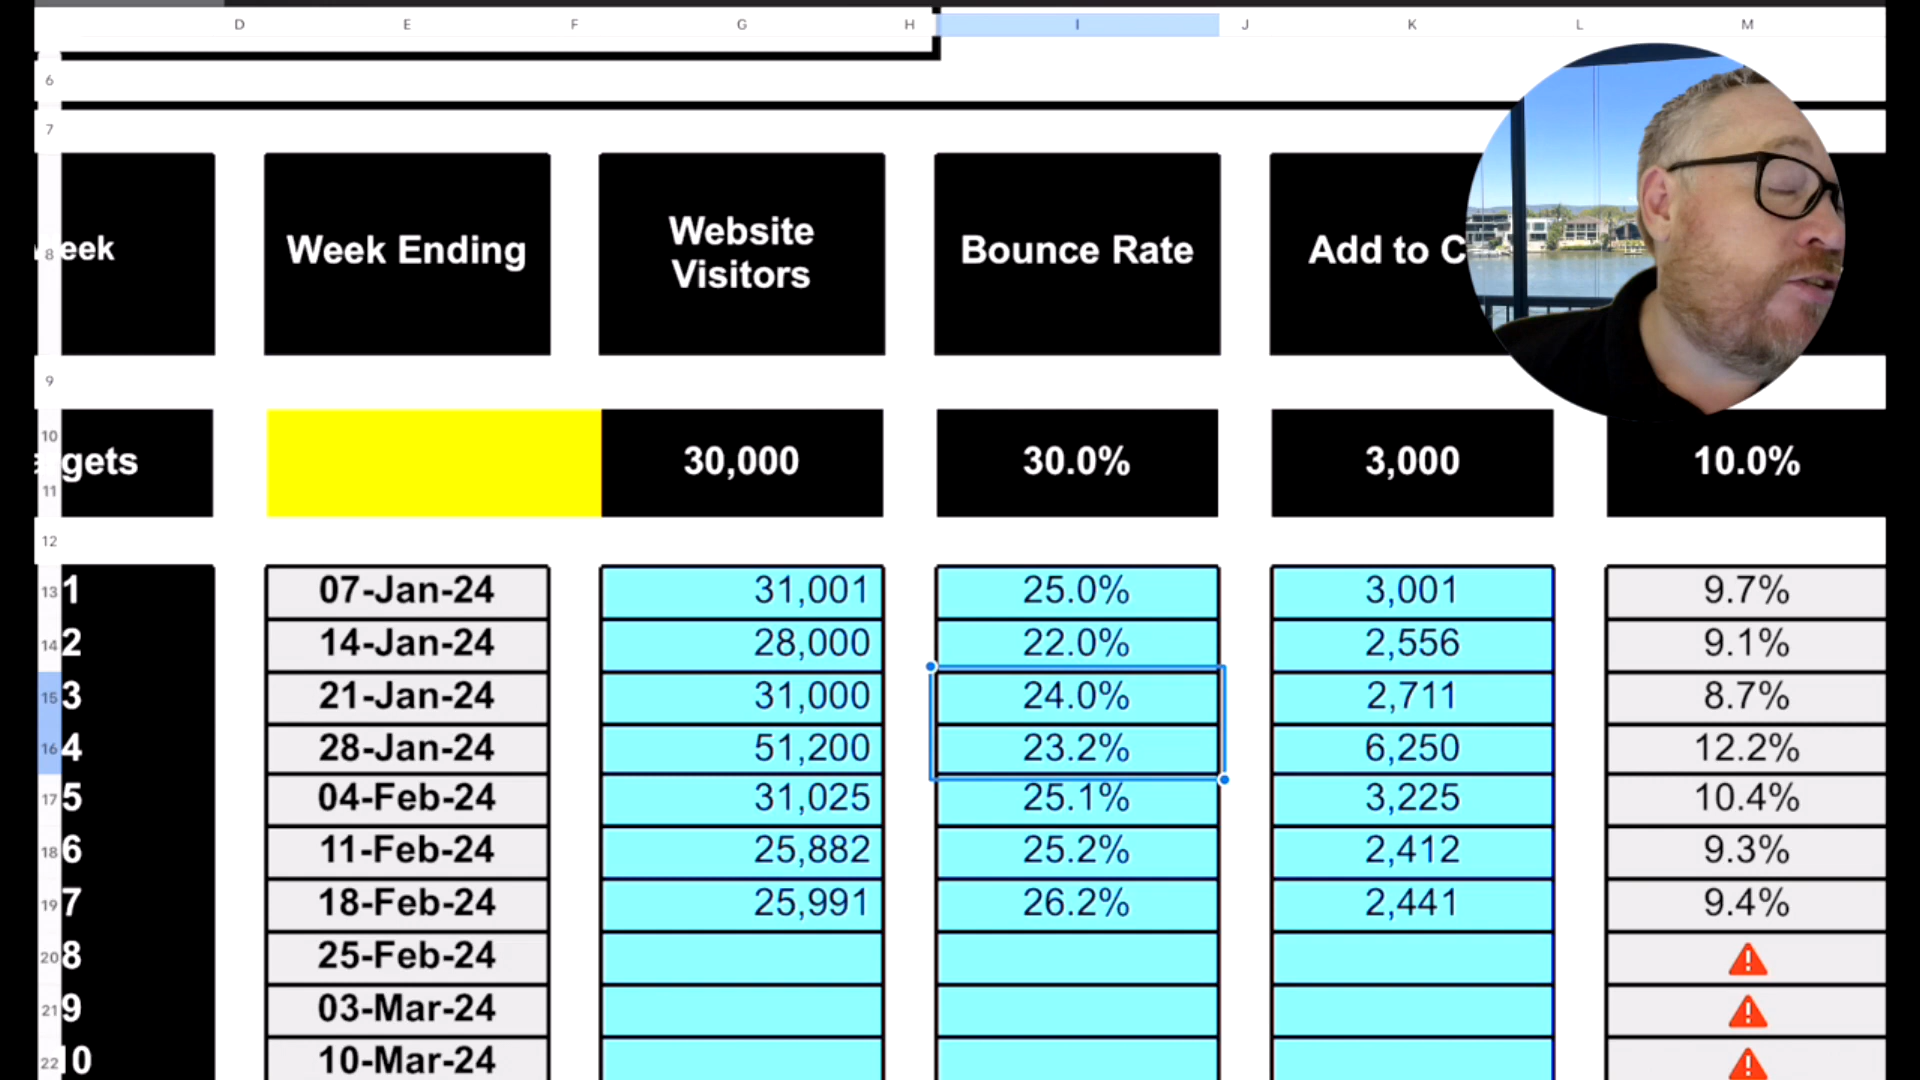 D E F G H I J K L M
6
7
8 eek Week Ending Website Visitors Bounce Rate Add to C
9
10 gets 30,000 30.0% 3,000 10.0%
11
12
13 1 07-Jan-24 31,001 25.0% 3,001 9.7%
14 2 14-Jan-24 28,000 22.0% 2,556 9.1%
15 3 21-Jan-24 31,000 24.0% 2,711 8.7%
16 4 28-Jan-24 51,200 23.2% 6,250 12.2%
17 5 04-Feb-24 31,025 25.1% 3,225 10.4%
18 6 11-Feb-24 25,882 25.2% 2,412 9.3%
19 7 18-Feb-24 25,991 26.2% 2,441 9.4%
20 8 25-Feb-24
21 9 03-Mar-24
22 10 10-Mar-24